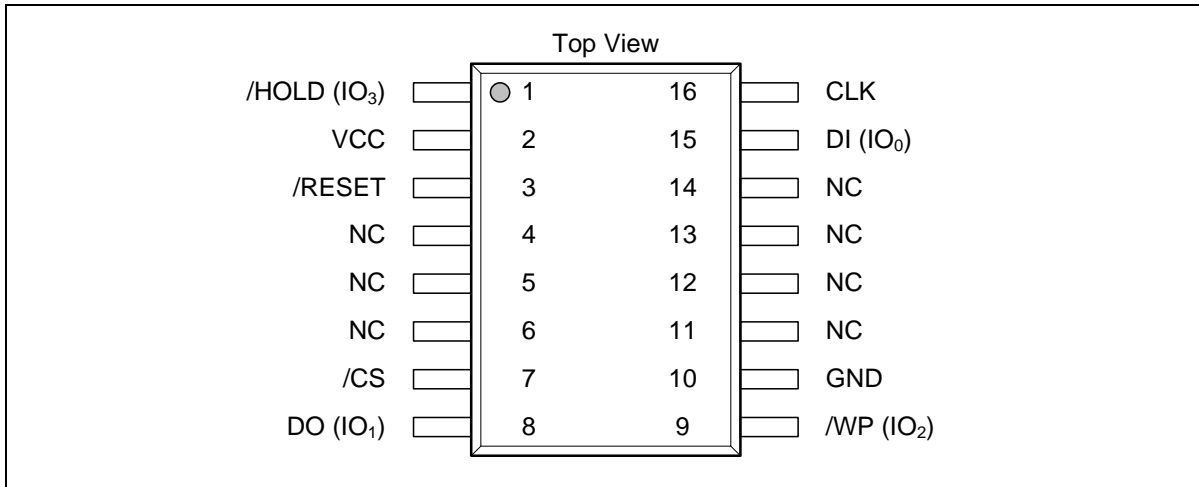 Top View
/HOLD (IO₃) 1 16 CLK
VCC 2 15 DI (IO₀)
/RESET 3 14 NC
NC 4 13 NC
NC 5 12 NC
NC 6 11 NC
/CS 7 10 GND
DO (IO₁) 8 9 /WP (IO₂)